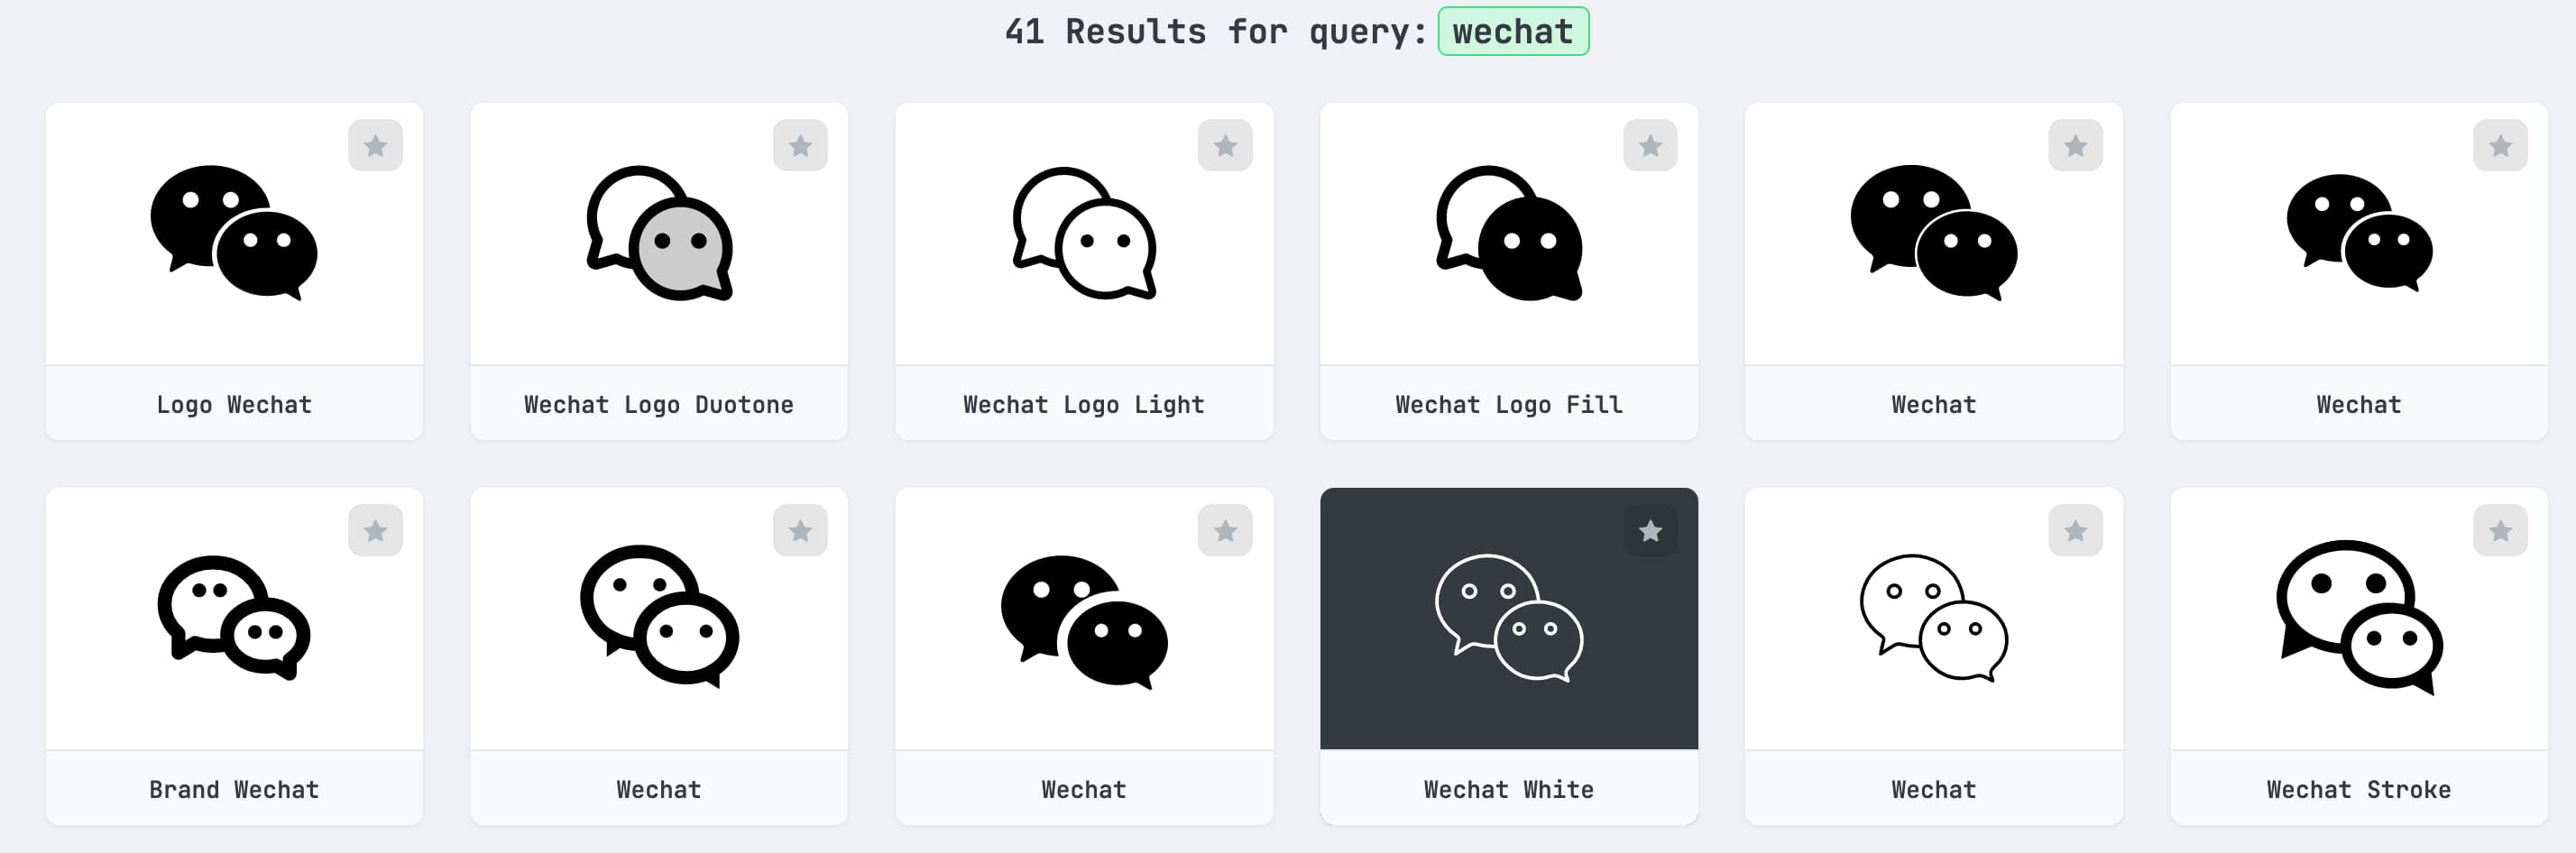 41 Results for query: wechat
Logo Wechat
Wechat Logo Duotone
Wechat Logo Light
Wechat Logo Fill
Wechat
Wechat
Brand Wechat
Wechat
Wechat
Wechat White
Wechat
Wechat Stroke